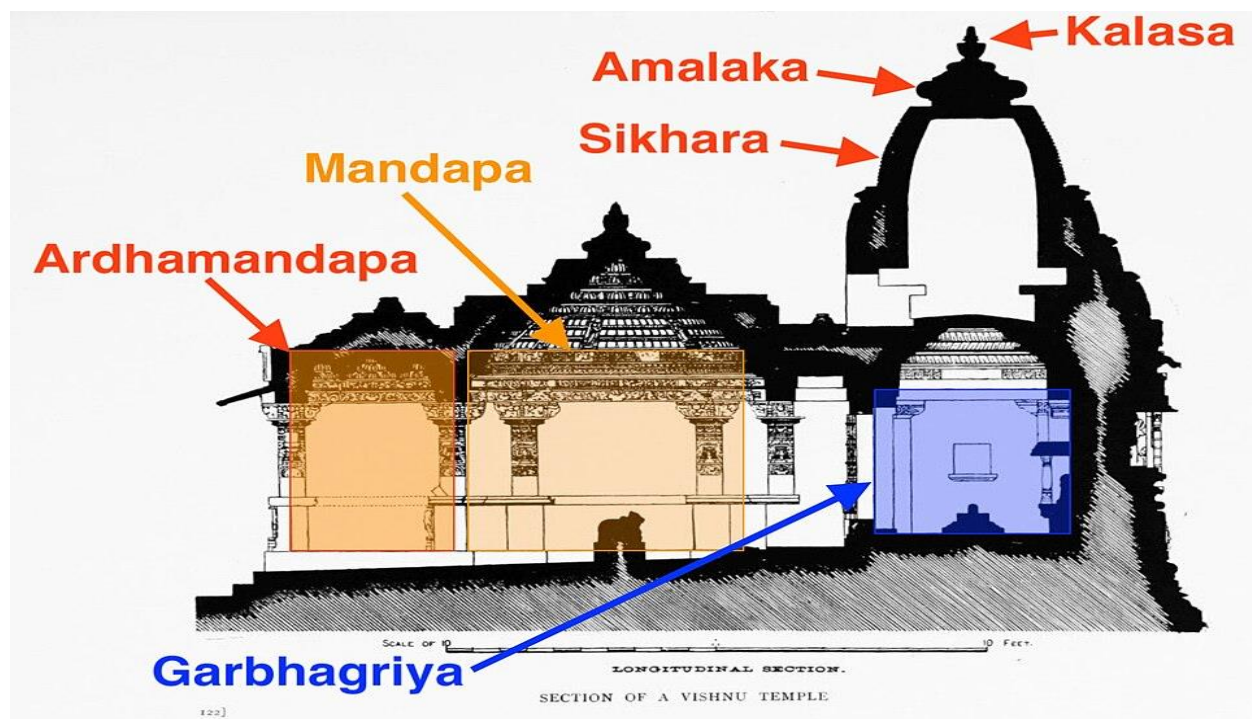 Kalasa
Amalaka
Sikhara
Mandapa
Ardhamandapa
SCALE OF 10
10 FEET.
Garbhagriya
LONGITUDINAL SECTION.
SECTION OF A VISHNU TEMPLE
122]